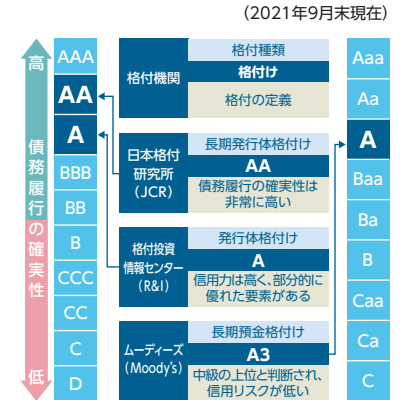 (2021年9月末現在)
高
債務履行の確実性
低
AAA
AA
A
BBB
BB
B
CCC
CC
C
D
格付機関
格付種類
格付け
格付の定義
日本格付
研究所
(JCR)
長期発行体格付け
AA
債務履行の確実性は
非常に高い
格付投資
情報センター
(R&I)
発行体格付け
A
信用力は高く、部分的に
優れた要素がある
ムーディーズ
(Moody's)
長期預金格付け
A3
中級の上位と判断され、
信用リスクが低い
Aaa
Aa
A
Baa
Ba
B
Caa
Ca
C